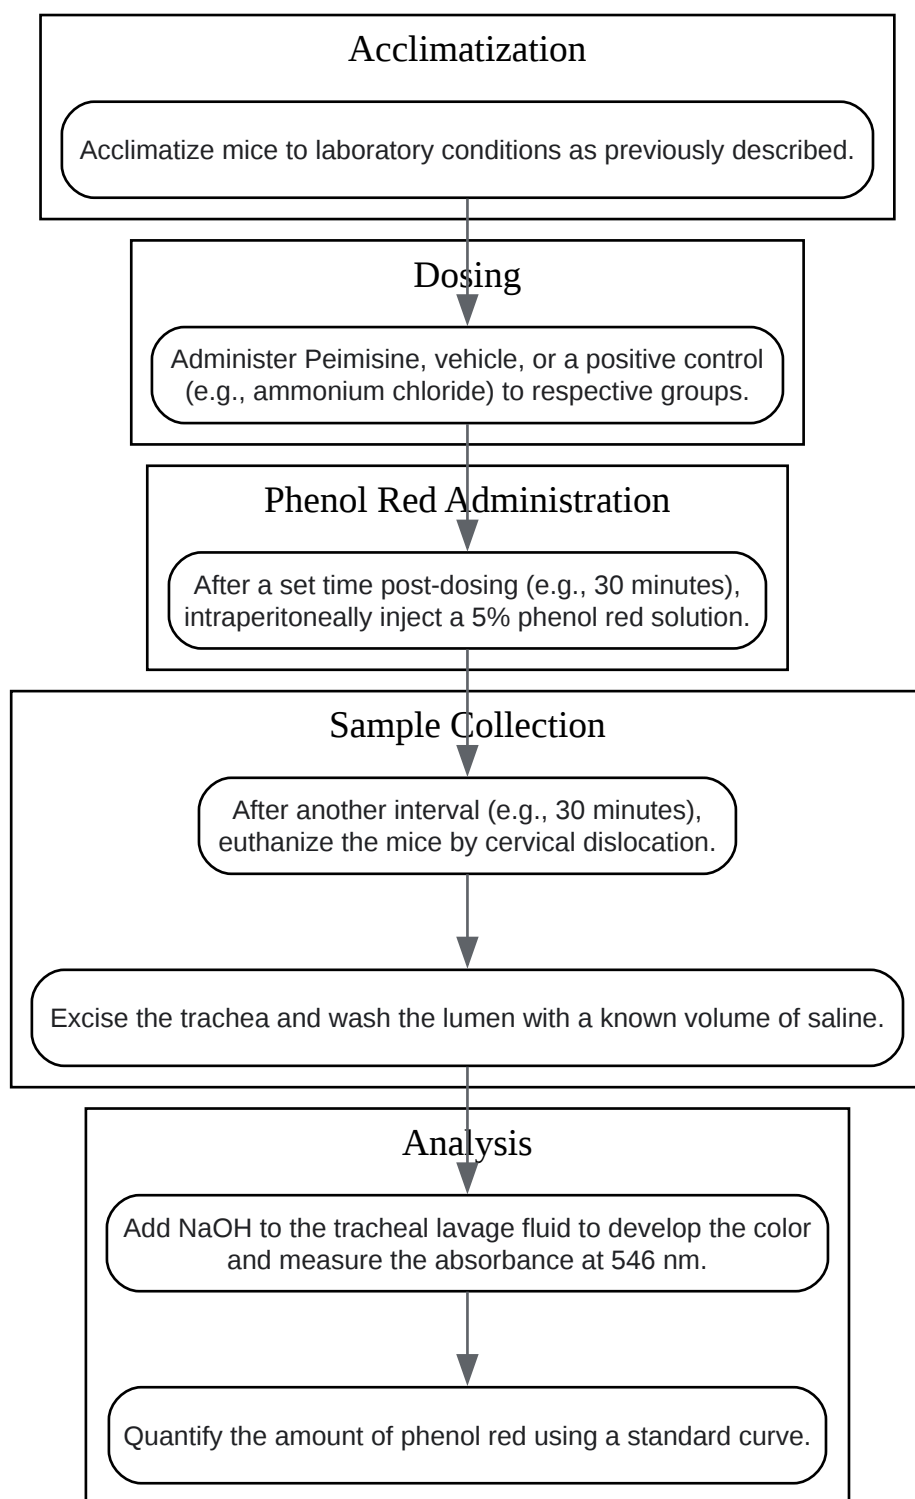 Acclimatization
Acclimatize mice to laboratory conditions as previously described.
Dosing
Administer Peimisine, vehicle, or a positive control
(e.g., ammonium chloride) to respective groups.
Phenol Red Administration
After a set time post-dosing (e.g., 30 minutes),
intraperitoneally inject a 5% phenol red solution.
Sample Collection
After another interval (e.g., 30 minutes),
euthanize the mice by cervical dislocation.
Excise the trachea and wash the lumen with a known volume of saline.
Analysis
Add NaOH to the tracheal lavage fluid to develop the color
and measure the absorbance at 546 nm.
Quantify the amount of phenol red using a standard curve.